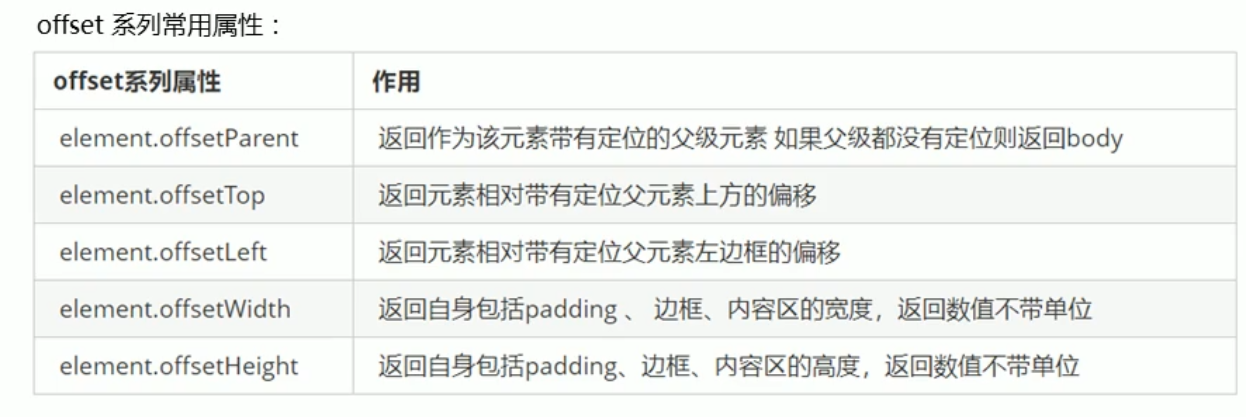 offset 系列常用属性：
offset系列属性 作用
element.offsetParent 返回作为该元素带有定位的父级元素 如果父级都没有定位则返回body
element.offsetTop 返回元素相对带有定位父元素上方的偏移
element.offsetLeft 返回元素相对带有定位父元素左边框的偏移
element.offsetWidth 返回自身包括padding 、 边框、内容区的宽度，返回数值不带单位
element.offsetHeight 返回自身包括padding、边框、内容区的高度，返回数值不带单位